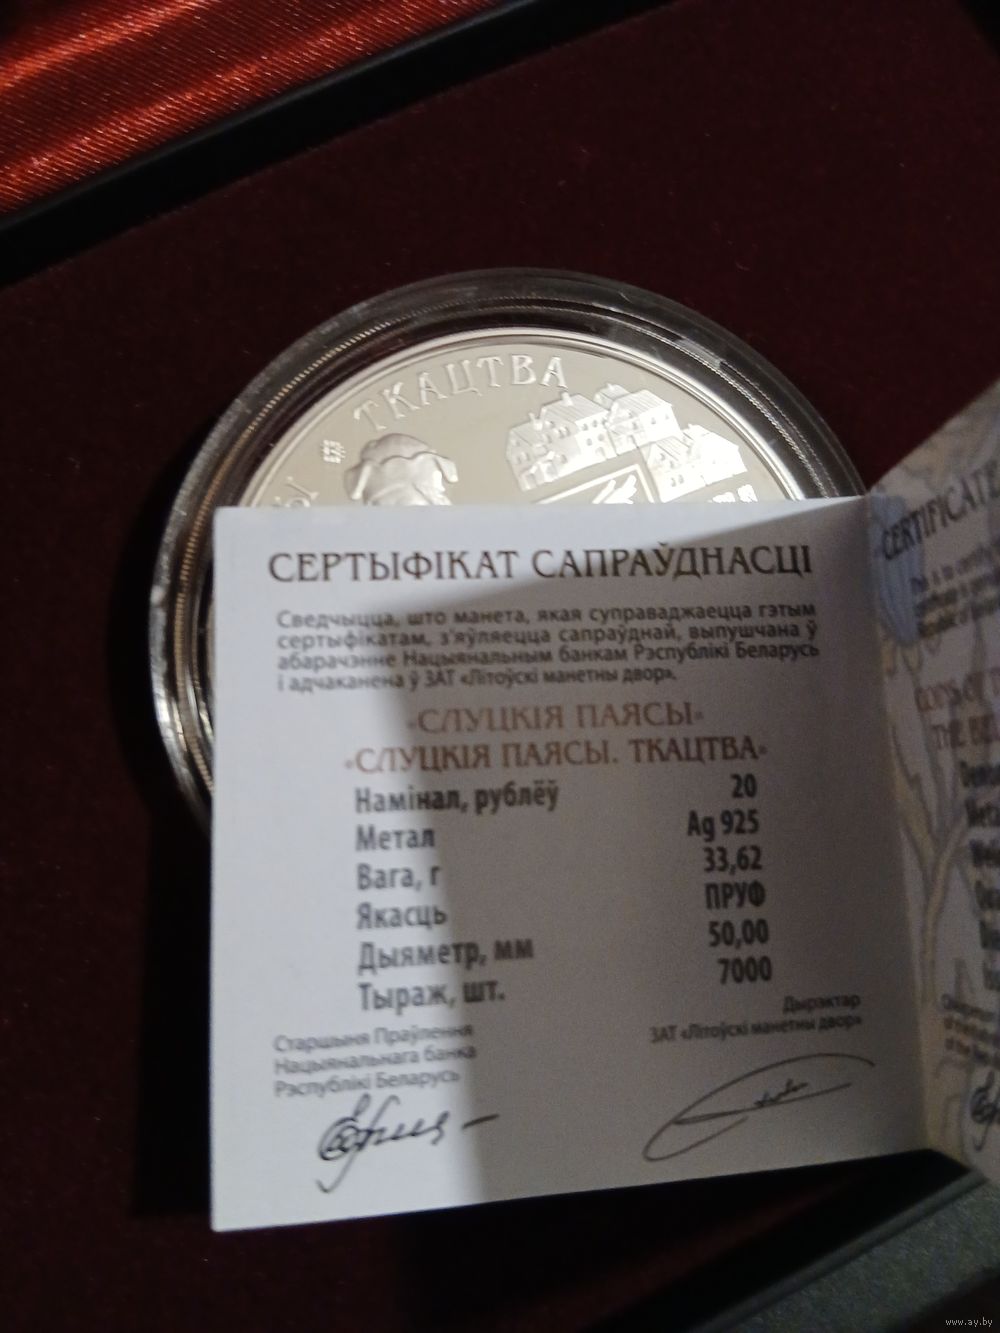 ТКАЦТВА
СЕРТЫФІКАТ САПРАЎДНАСЦІ
Сведчыцца, што манета, якая суправаджаецца гэтым
сертыфікатам, з'яўляецца сапраўднай, выпушчана ў
абарачэнне Нацыянальным банкам Рэспублікі Беларусь
і адчаканена ў ЗАТ «Літоўскі манетны двор».
«СЛУЦКІЯ ПАЯСЫ»
«СЛУЦКІЯ ПАЯСЫ. ТКАЦТВА»
Намінал, рублёў 20
Метал Ag 925
Вага, г 33,62
Якасць ПРУФ
Дыяметр, мм 50,00
Тыраж, шт. 7000
Старшыня Праўлення
Нацыянальнага банка
Рэспублікі Беларусь
Дырэктар
ЗАТ «Літоўскі манетны двор»
CERTIFICATE
www.ay.by